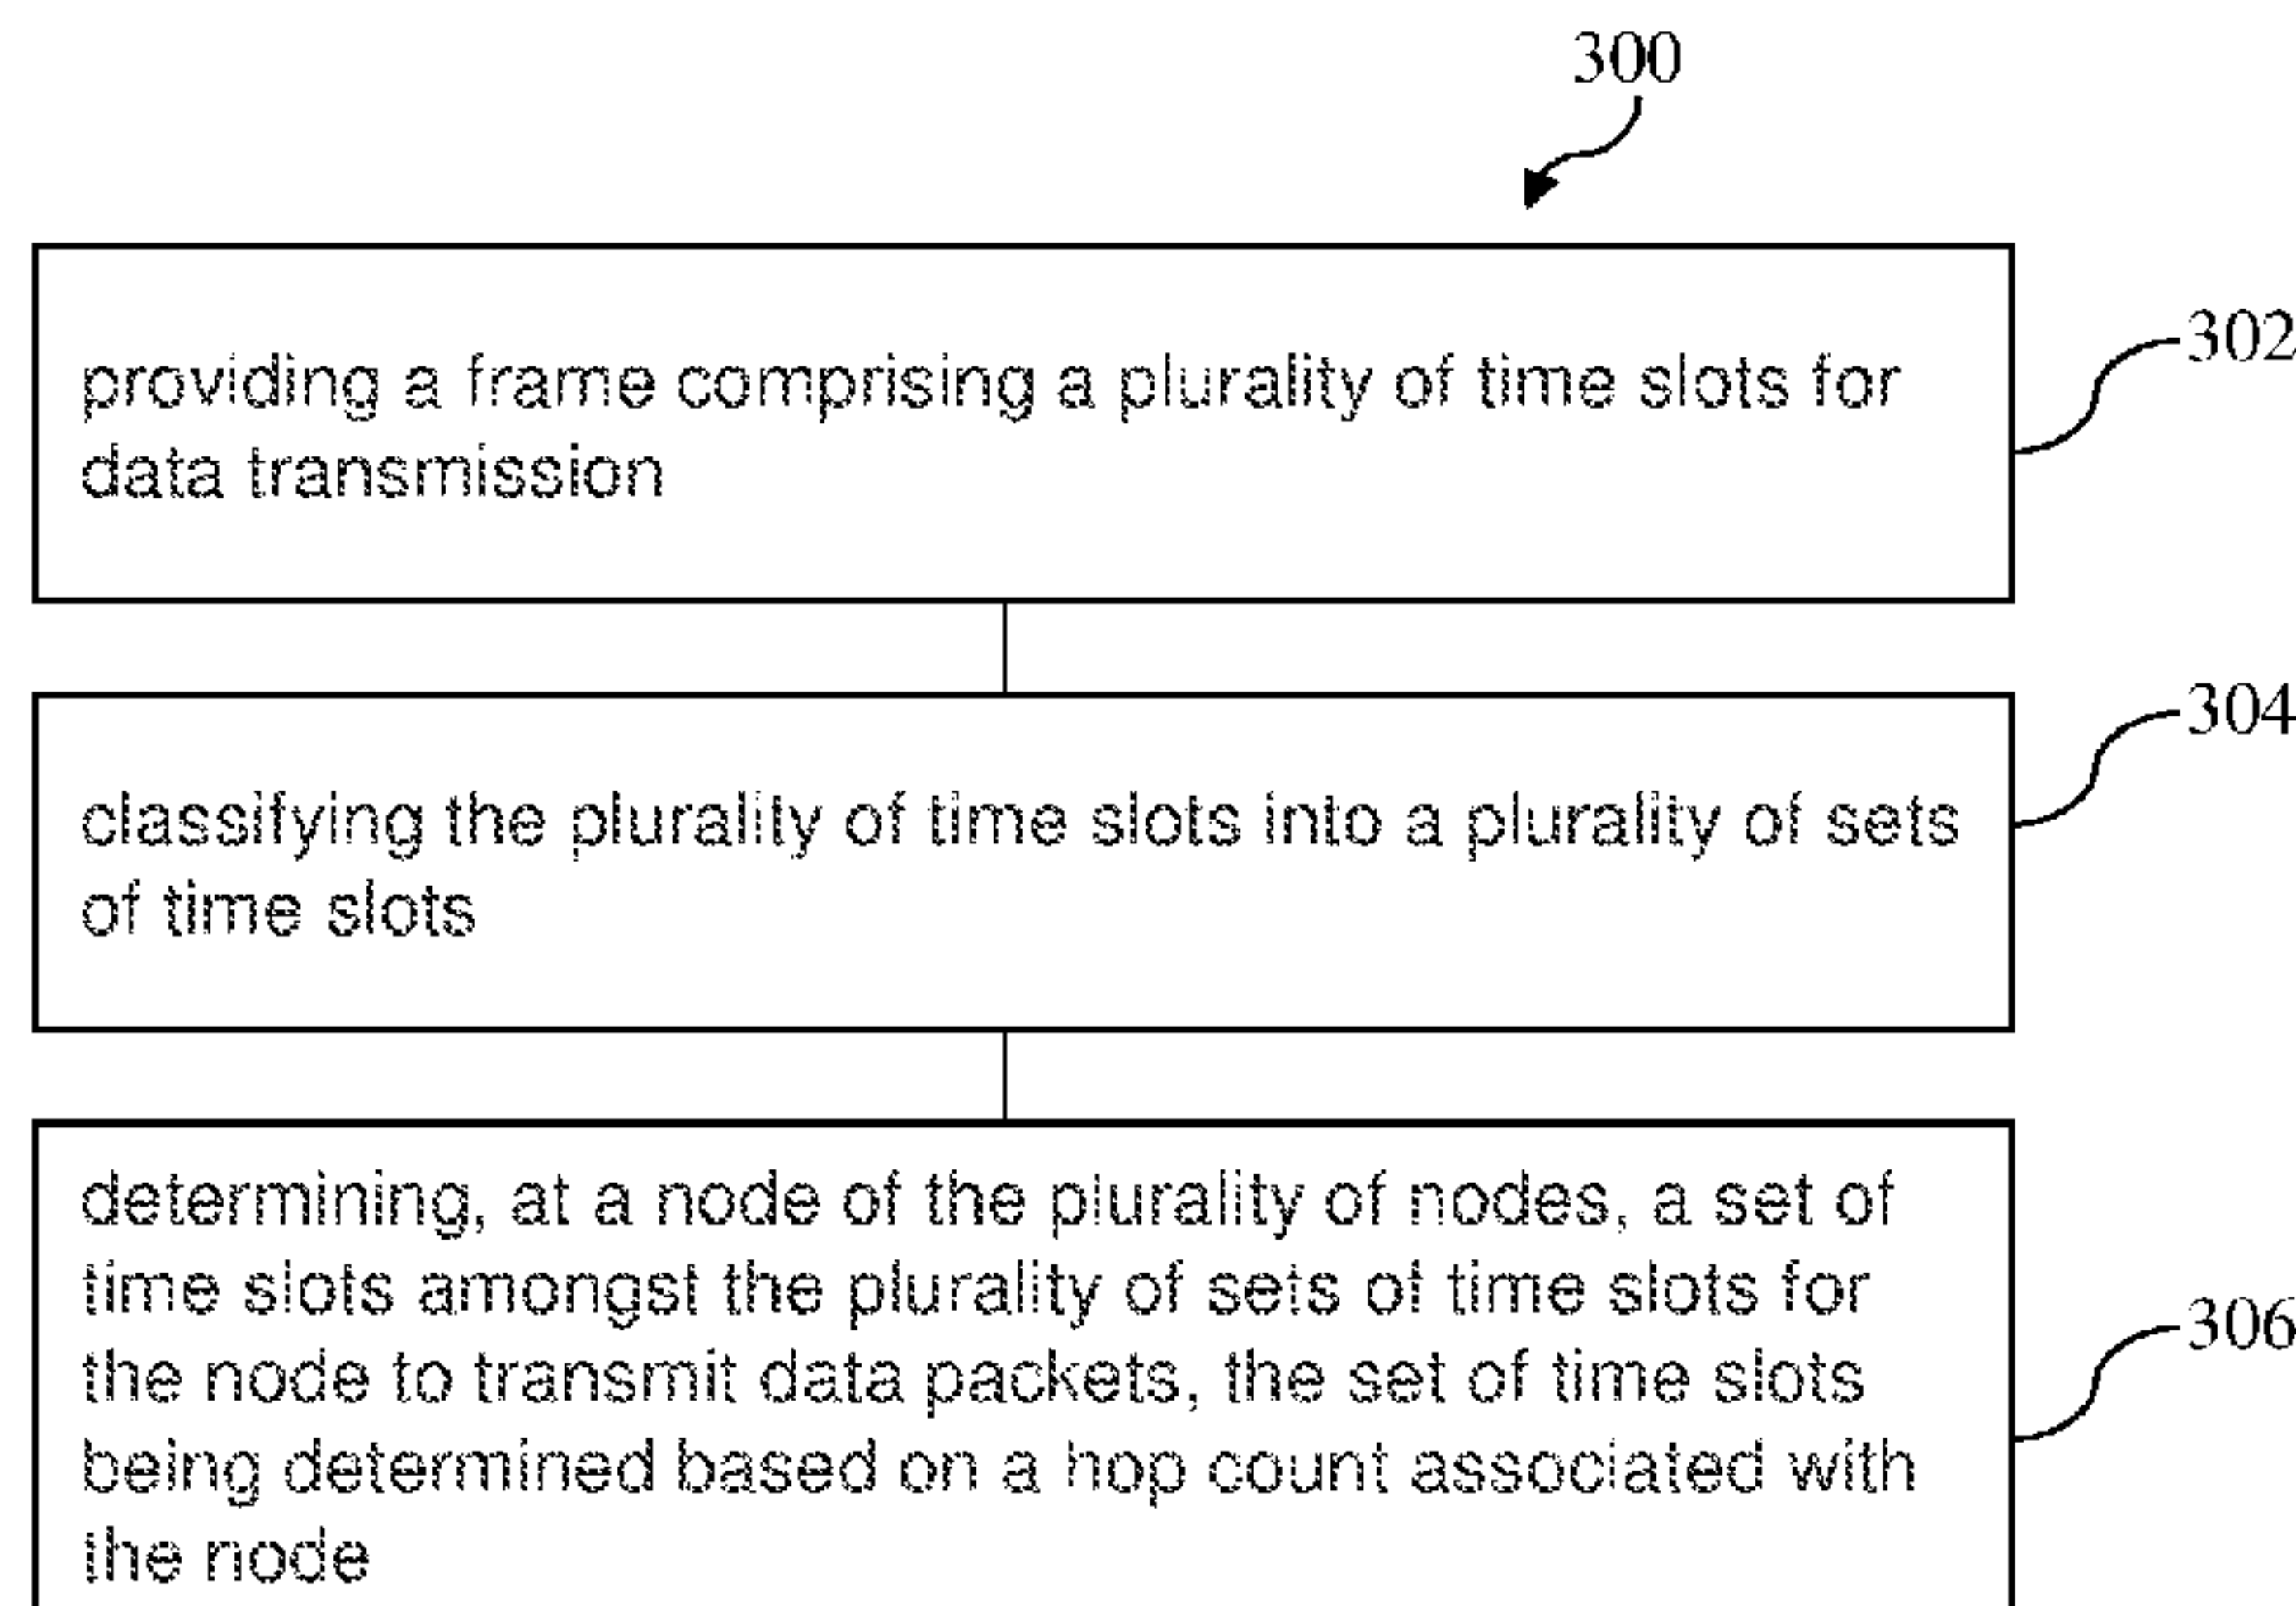 300
providing a frame comprising a plurality of time slots for
data transmission
302
classifying the plurality of time slots into a plurality of sets
of time slots
304
determining, at a node of the plurality of nodes, a set of
time slots amongst the plurality of sets of time slots for
the node to transmit data packets, the set of time slots
being determined based on a hop count associated with
the node
306